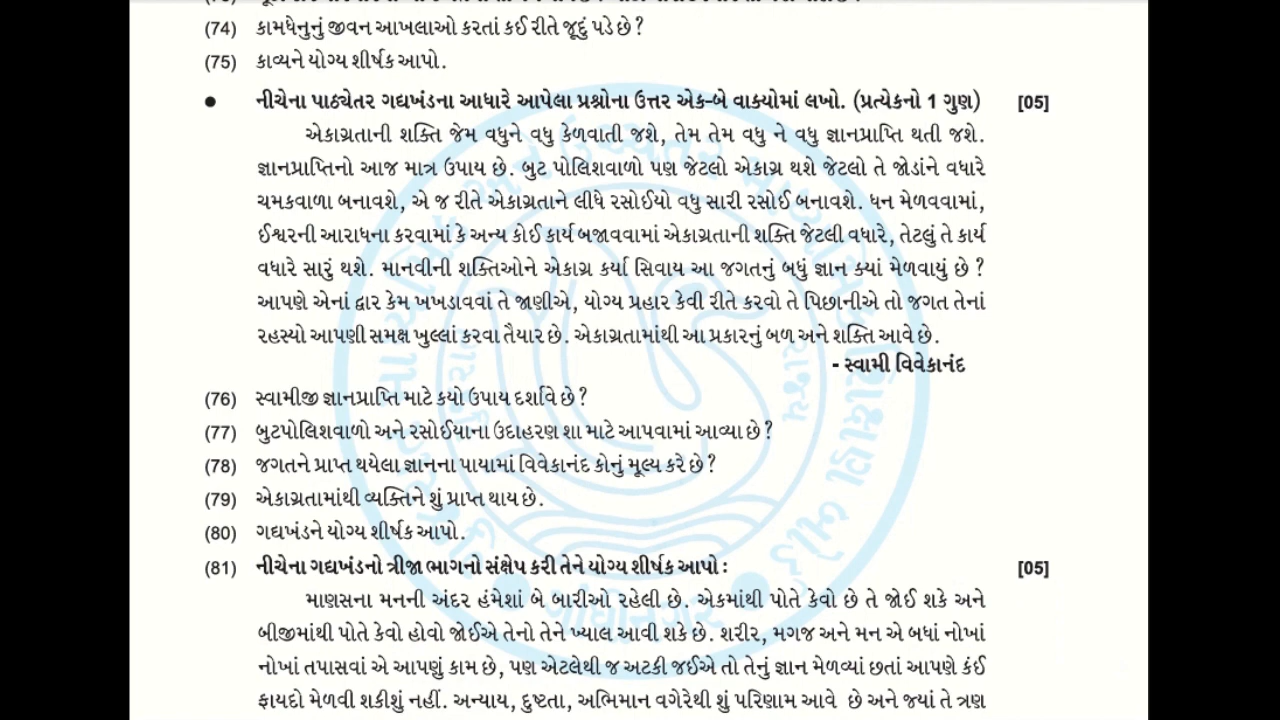 (74) કામધેનુનું જીવન આખલાઓ કરતાં કઈ રીતે જૂદું પડે છે?
(75) કાવ્યને યોગ્ય શીર્ષક આપો.
● નીચેના પાઠ્યેતર ગદ્યખંડના આધારે આપેલા પ્રશ્નોના ઉત્તર એક-બે વાક્યોમાં લખો. (પ્રત્યેકનો 1 ગુણ) [05]
એકાગ્રતાની શક્તિ જેમ વધુને વધુ કેળવાતી જશે, તેમ તેમ વધુ ને વધુ જ્ઞાનપ્રાપ્તિ થતી જશે.
જ્ઞાનપ્રાપ્તિનો આજ માત્ર ઉપાય છે. બુટ પોલિશવાળો પણ જેટલો એકાગ્ર થશે જેટલો તે જોડાંને વધારે
ચમકવાળા બનાવશે, એ જ રીતે એકાગ્રતાને લીધે રસોઈયો વધુ સારી રસોઈ બનાવશે. ધન મેળવવામાં,
ઈશ્વરની આરાધના કરવામાં કે અન્ય કોઈ કાર્ય બજાવવામાં એકાગ્રતાની શક્તિ જેટલી વધારે, તેટલું તે કાર્ય
વધારે સારું થશે. માનવીની શક્તિઓને એકાગ્ર કર્યા સિવાય આ જગતનું બધું જ્ઞાન ક્યાં મેળવાયું છે ?
આપણે એનાં દ્વાર કેમ ખખડાવવાં તે જાણીએ, યોગ્ય પ્રહાર કેવી રીતે કરવો તે પિછાનીએ તો જગત તેનાં
રહસ્યો આપણી સમક્ષ ખુલ્લાં કરવા તૈયાર છે. એકાગ્રતામાંથી આ પ્રકારનું બળ અને શક્તિ આવે છે.
- સ્વામી વિવેકાનંદ
(76) સ્વામીજી જ્ઞાનપ્રાપ્તિ માટે કયો ઉપાય દર્શાવે છે?
(77) બુટપોલિશવાળો અને રસોઈયાના ઉદાહરણ શા માટે આપવામાં આવ્યા છે?
(78) જગતને પ્રાપ્ત થયેલા જ્ઞાનના પાયામાં વિવેકાનંદ કોનું મૂલ્ય કરે છે?
(79) એકાગ્રતામાંથી વ્યક્તિને શું પ્રાપ્ત થાય છે.
(80) ગદ્યખંડને યોગ્ય શીર્ષક આપો.
(81) નીચેના ગદ્યખંડનો ત્રીજા ભાગનો સંક્ષેપ કરી તેને યોગ્ય શીર્ષક આપો : [05]
માણસના મનની અંદર હંમેશાં બે બારીઓ રહેલી છે. એકમાંથી પોતે કેવો છે તે જોઈ શકે અને
બીજીમાંથી પોતે કેવો હોવો જોઈએ તેનો તેને ખ્યાલ આવી શકે છે. શરીર, મગજ અને મન એ બધાં નોખાં
નોખાં તપાસવાં એ આપણું કામ છે, પણ એટલેથી જ અટકી જઈએ તો તેનું જ્ઞાન મેળવ્યાં છતાં આપણે કંઈ
ફાયદો મેળવી શકીશું નહીં. અન્યાય, દુષ્ટતા, અભિમાન વગેરેથી શું પરિણામ આવે છે અને જ્યાં તે ત્રણ